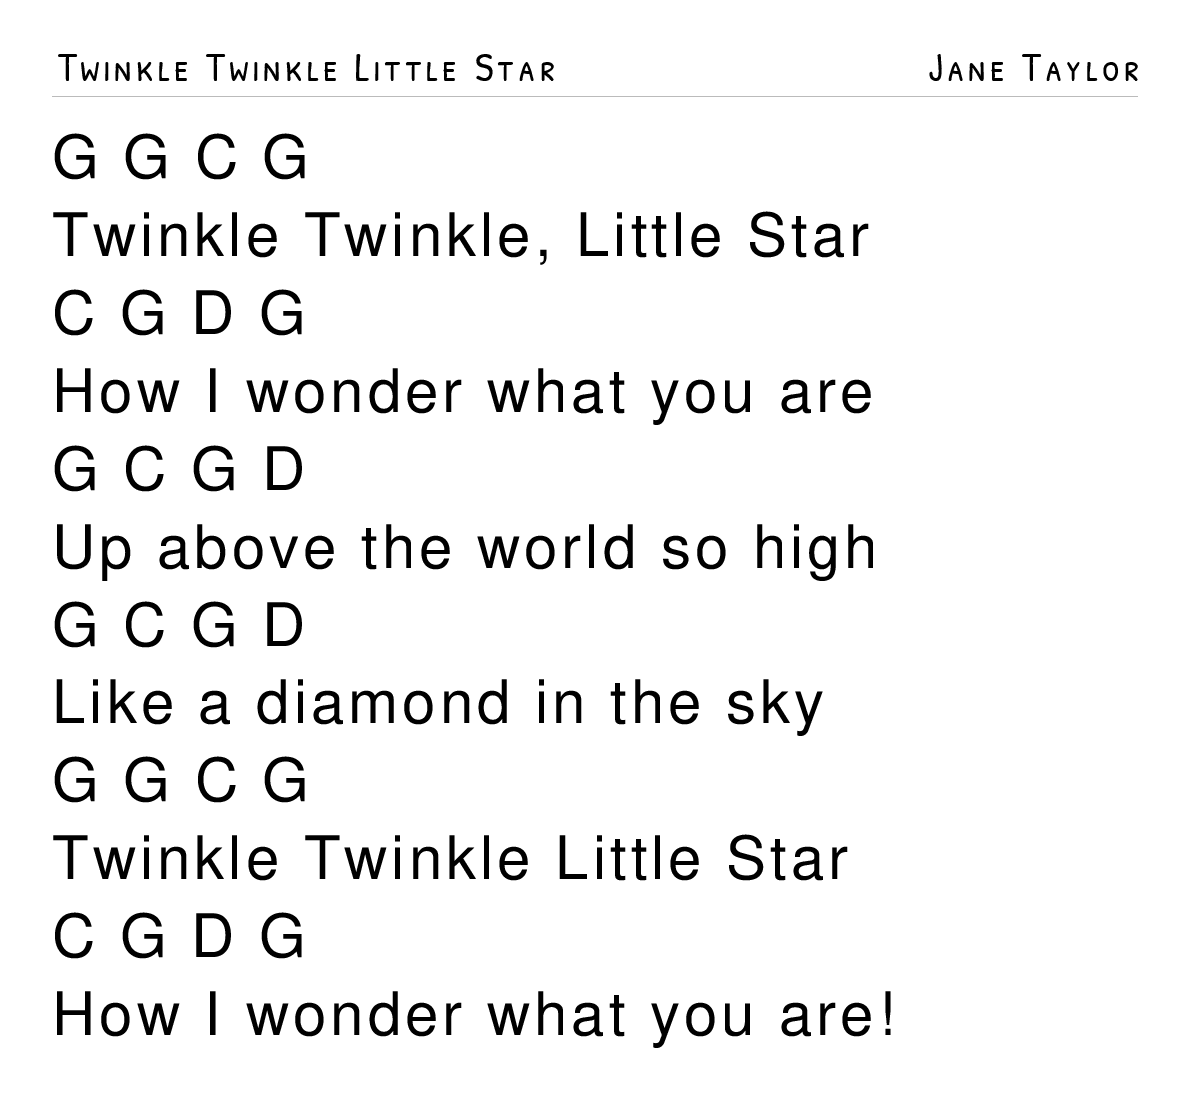 Twinkle Twinkle Little Star Jane Taylor
G G C G
Twinkle Twinkle, Little Star
C G D G
How I wonder what you are
G C G D
Up above the world so high
G C G D
Like a diamond in the sky
G G C G
Twinkle Twinkle Little Star
C G D G
How I wonder what you are!